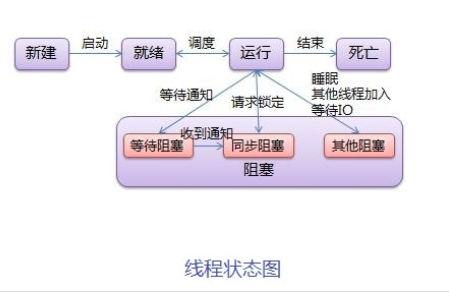 启动
调度
结束
新建
就绪
运行
死亡
睡眠
等待通知
其他线程加入
请求锁定
等待IO
收到通知
等待阻塞
同步阻塞
其他阻塞
阻塞
线程状态图